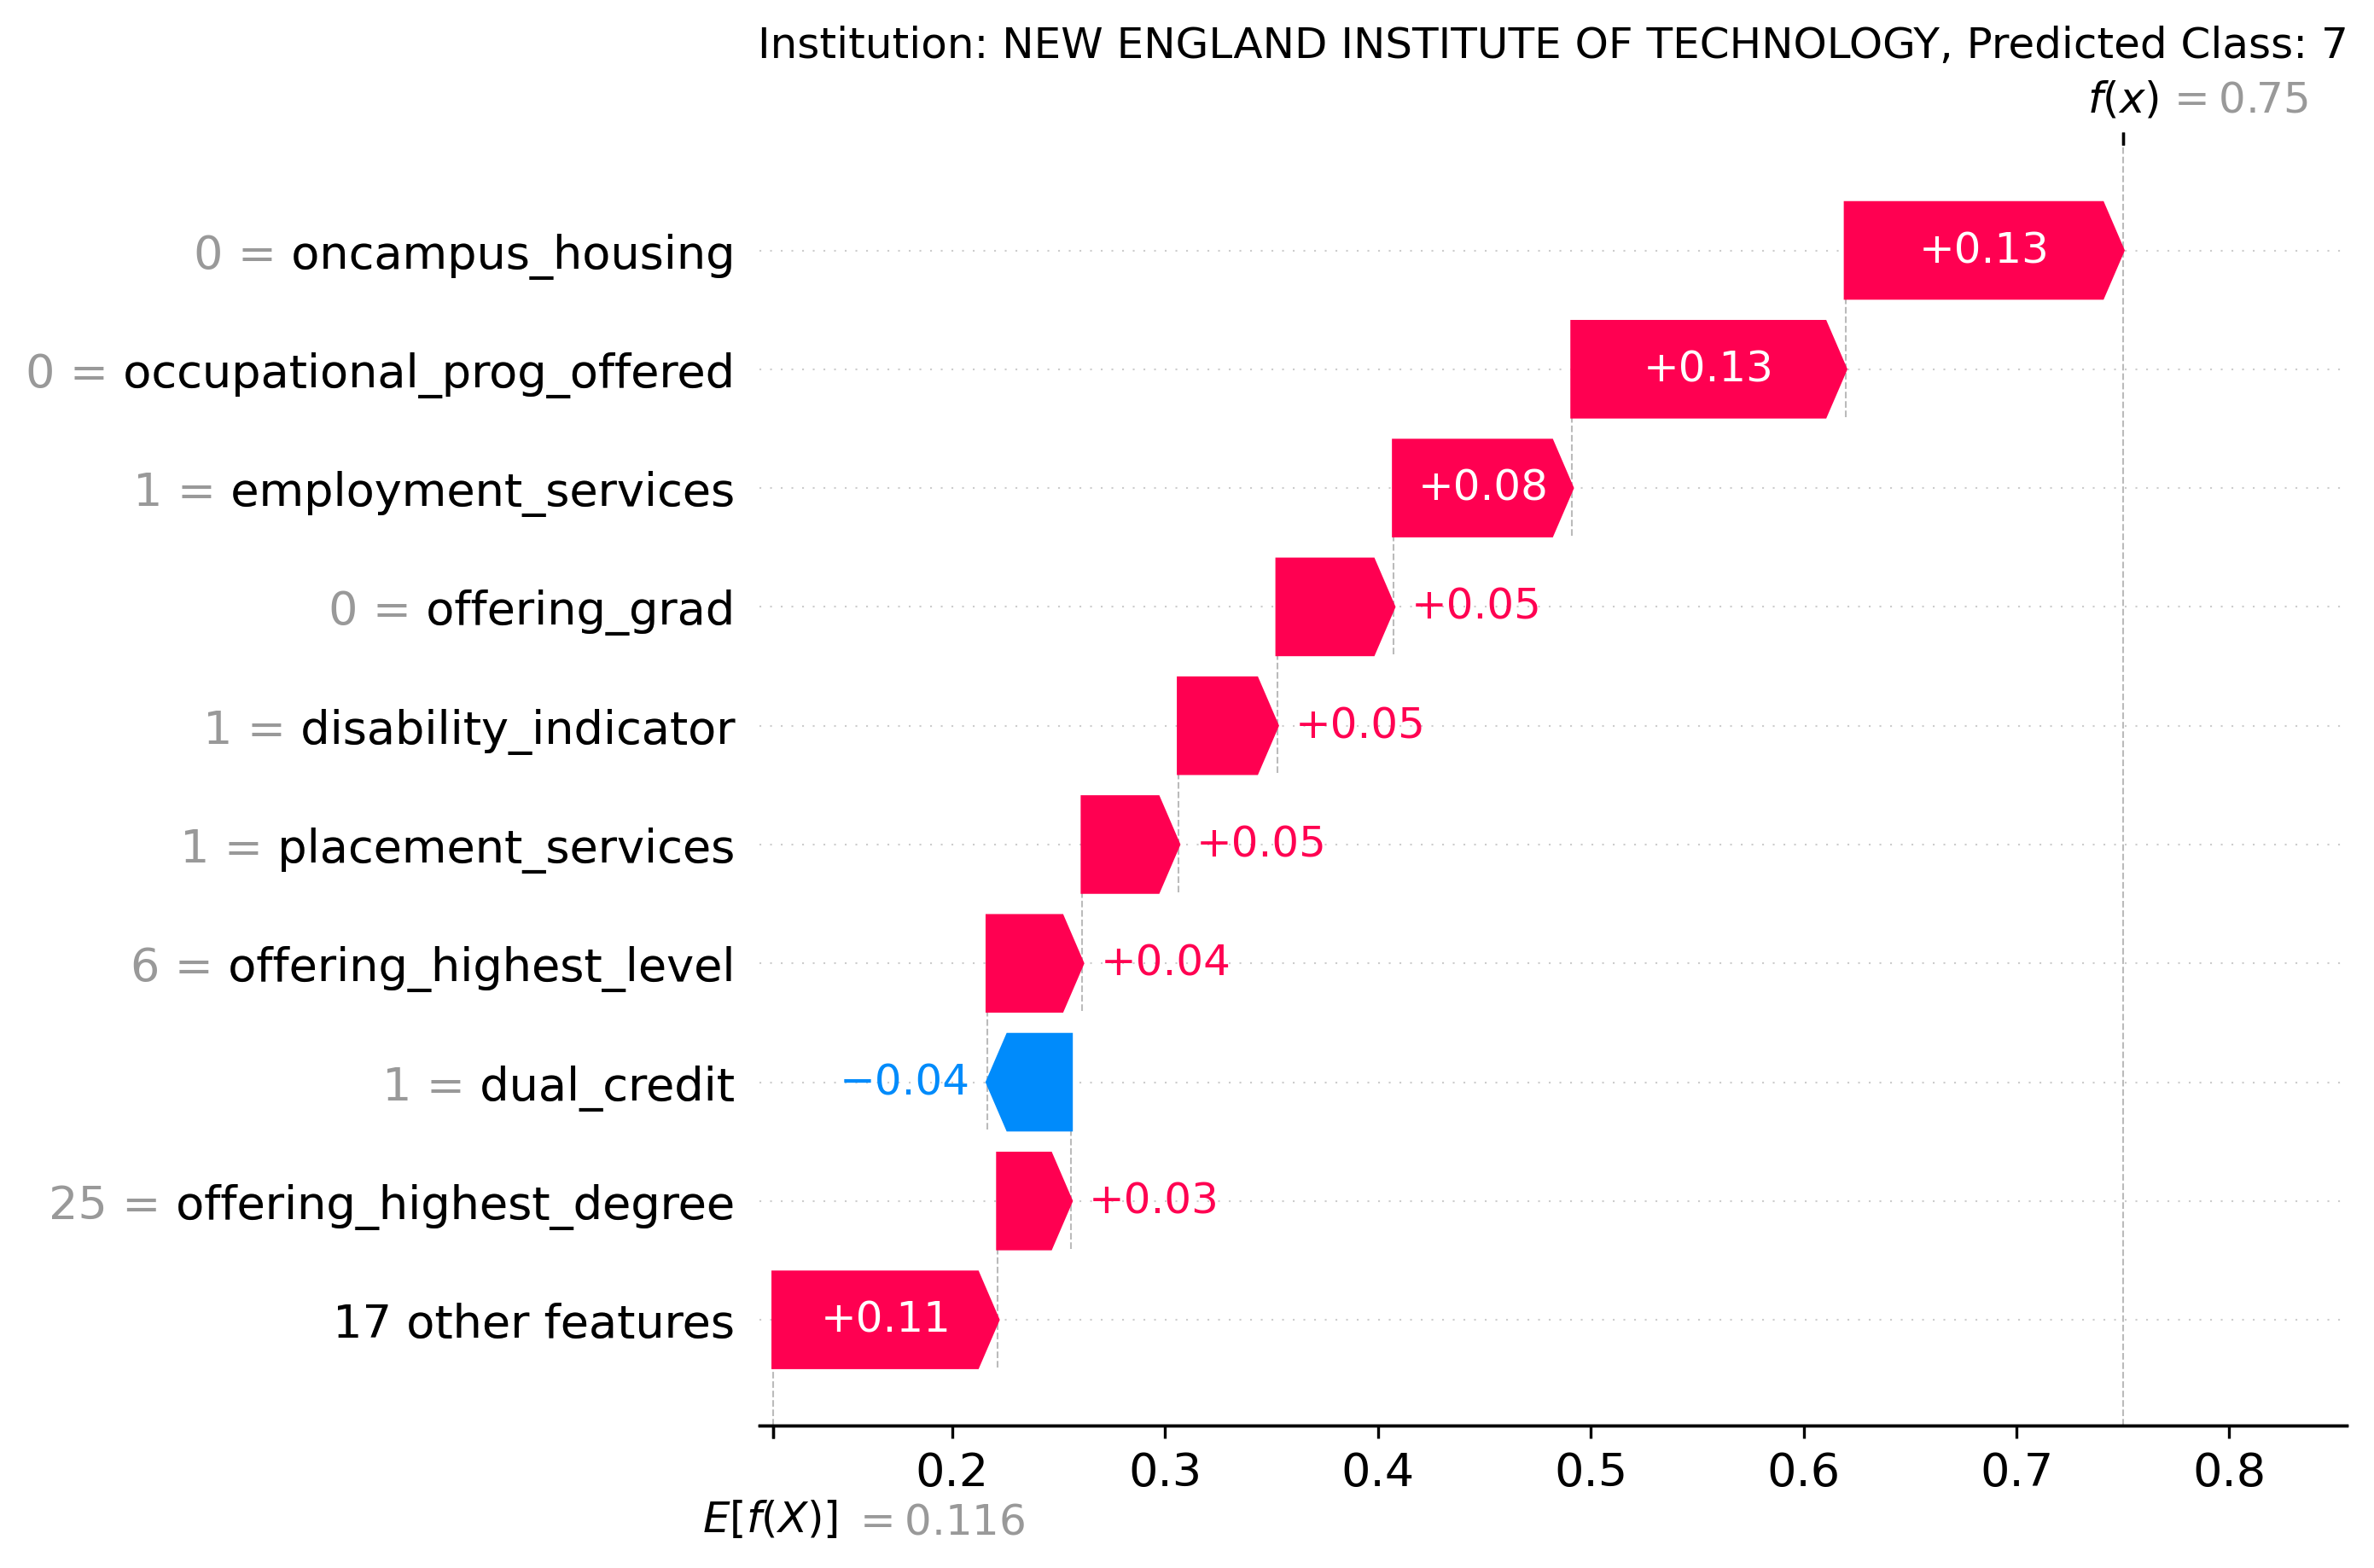 Institution: NEW ENGLAND INSTITUTE OF TECHNOLOGY, Predicted Class: 7
f(x) = 0.75
0 = oncampus_housing +0.13
0 = occupational_prog_offered +0.13
1 = employment_services +0.08
0 = offering_grad +0.05
1 = disability_indicator +0.05
1 = placement_services +0.05
6 = offering_highest_level +0.04
1 = dual_credit −0.04
25 = offering_highest_degree +0.03
17 other features +0.11
0.2 0.3 0.4 0.5 0.6 0.7 0.8
E[f(X)] = 0.116